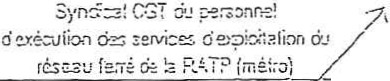 Syndicat CGT du personnel
d'exécution des services d'exploitation du
réseau ferré de la RATP (métro)